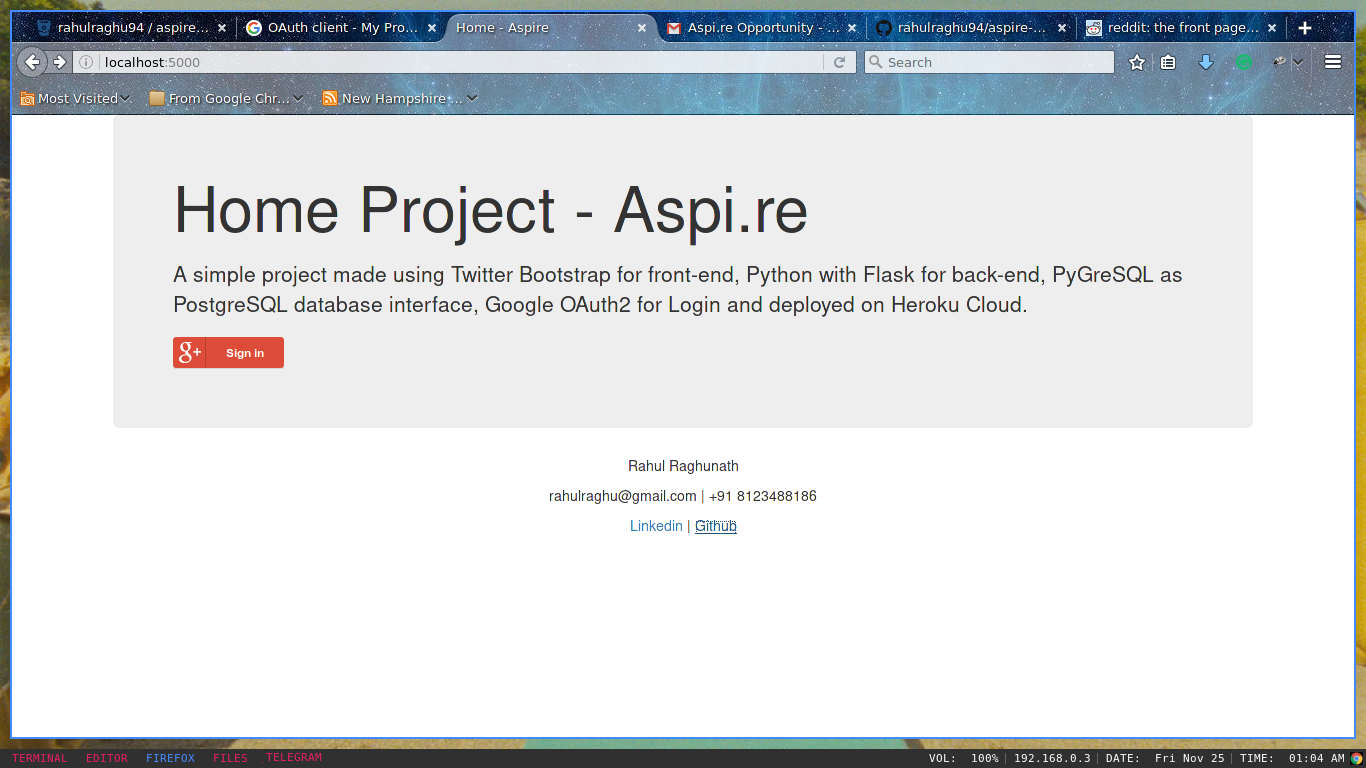 rahulraghu94 / aspire...
OAuth client - My Pro...
Home - Aspire
Aspi.re Opportunity - ...
rahulraghu94/aspire-...
reddit: the front page...
localhost:5000
Search
Most Visited
From Google Chr...
New Hampshire ...
Home Project - Aspi.re
A simple project made using Twitter Bootstrap for front-end, Python with Flask for back-end, PyGreSQL as
PostgreSQL database interface, Google OAuth2 for Login and deployed on Heroku Cloud.
g+ Sign in
Rahul Raghunath
rahulraghu@gmail.com | +91 8123488186
Linkedin | Github
TERMINAL EDITOR FIREFOX FILES TELEGRAM
VOL: 100% | 192.168.0.3 | DATE: Fri Nov 25 | TIME: 01:04 AM